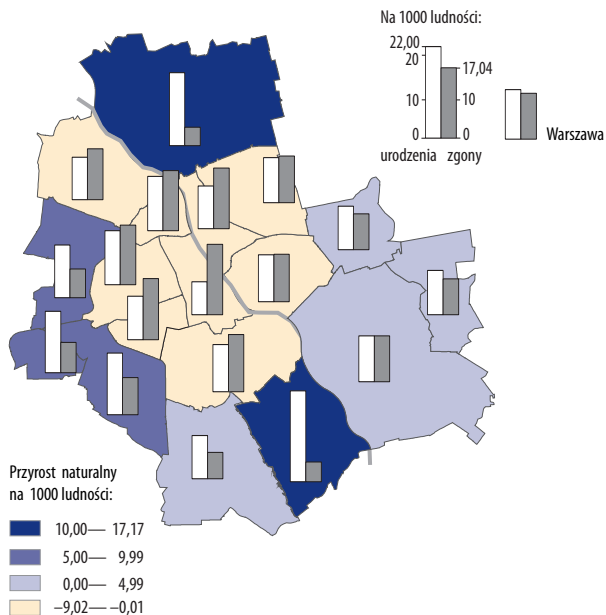 Na 1000 ludności:
22,00
20
17,04
10
10
0
0
urodzenia zgony
Warszawa
Przyrost naturalny
na 1000 ludności:
10,00— 17,17
5,00— 9,99
0,00— 4,99
–9,02— –0,01